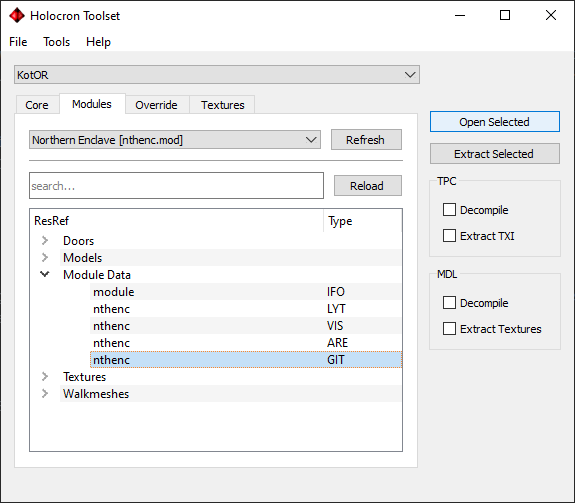 Holocron Toolset
File Tools Help
KotOR
Core Modules Override Textures
Northern Enclave [nthenc.mod] Refresh
search... Reload
ResRef Type
Doors
Models
Module Data
module IFO
nthenc LYT
nthenc VIS
nthenc ARE
nthenc GIT
Textures
Walkmeshes
Open Selected
Extract Selected
TPC
Decompile
Extract TXI
MDL
Decompile
Extract Textures